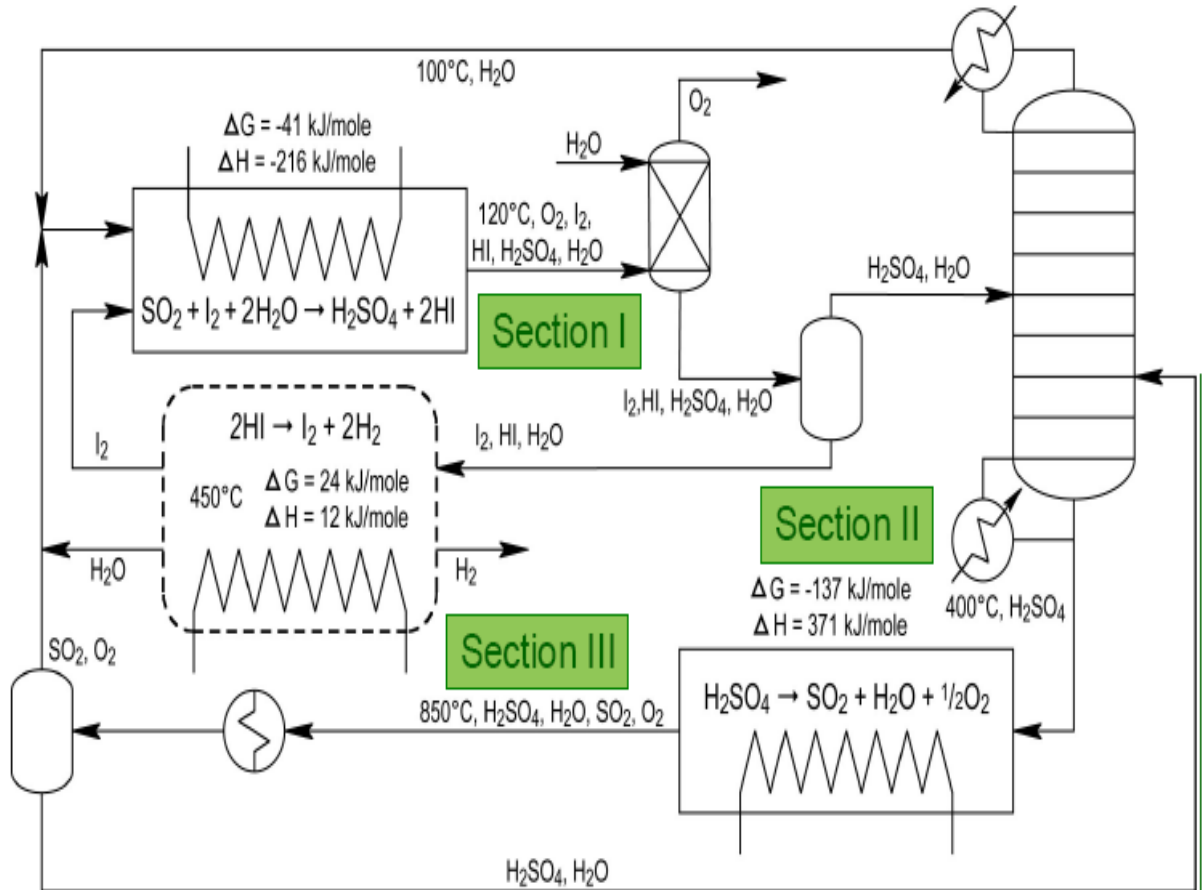 100°C, H₂O
O₂
ΔG = -41 kJ/mole
ΔH = -216 kJ/mole
H₂O
120°C, O₂, I₂,
HI, H₂SO₄, H₂O
H₂SO₄, H₂O
SO₂ + I₂ + 2H₂O → H₂SO₄ + 2HI
Section I
I₂,HI, H₂SO₄, H₂O
2HI → I₂ + 2H₂
I₂
I₂, HI, H₂O
450°C
ΔG = 24 kJ/mole
ΔH = 12 kJ/mole
Section II
H₂O
H₂
ΔG = -137 kJ/mole
ΔH = 371 kJ/mole
400°C, H₂SO₄
SO₂, O₂
Section III
850°C, H₂SO₄, H₂O, SO₂, O₂
H₂SO₄ → SO₂ + H₂O + ¹/₂O₂
H₂SO₄, H₂O